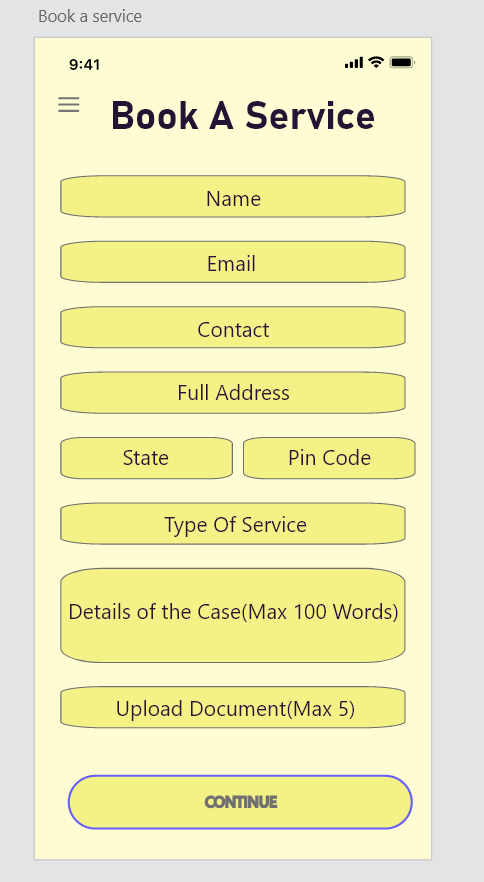 Book a service
9:41
Book A Service
Name
Email
Contact
Full Address
State
Pin Code
Type Of Service
Details of the Case(Max 100 Words)
Upload Document(Max 5)
CONTINUE